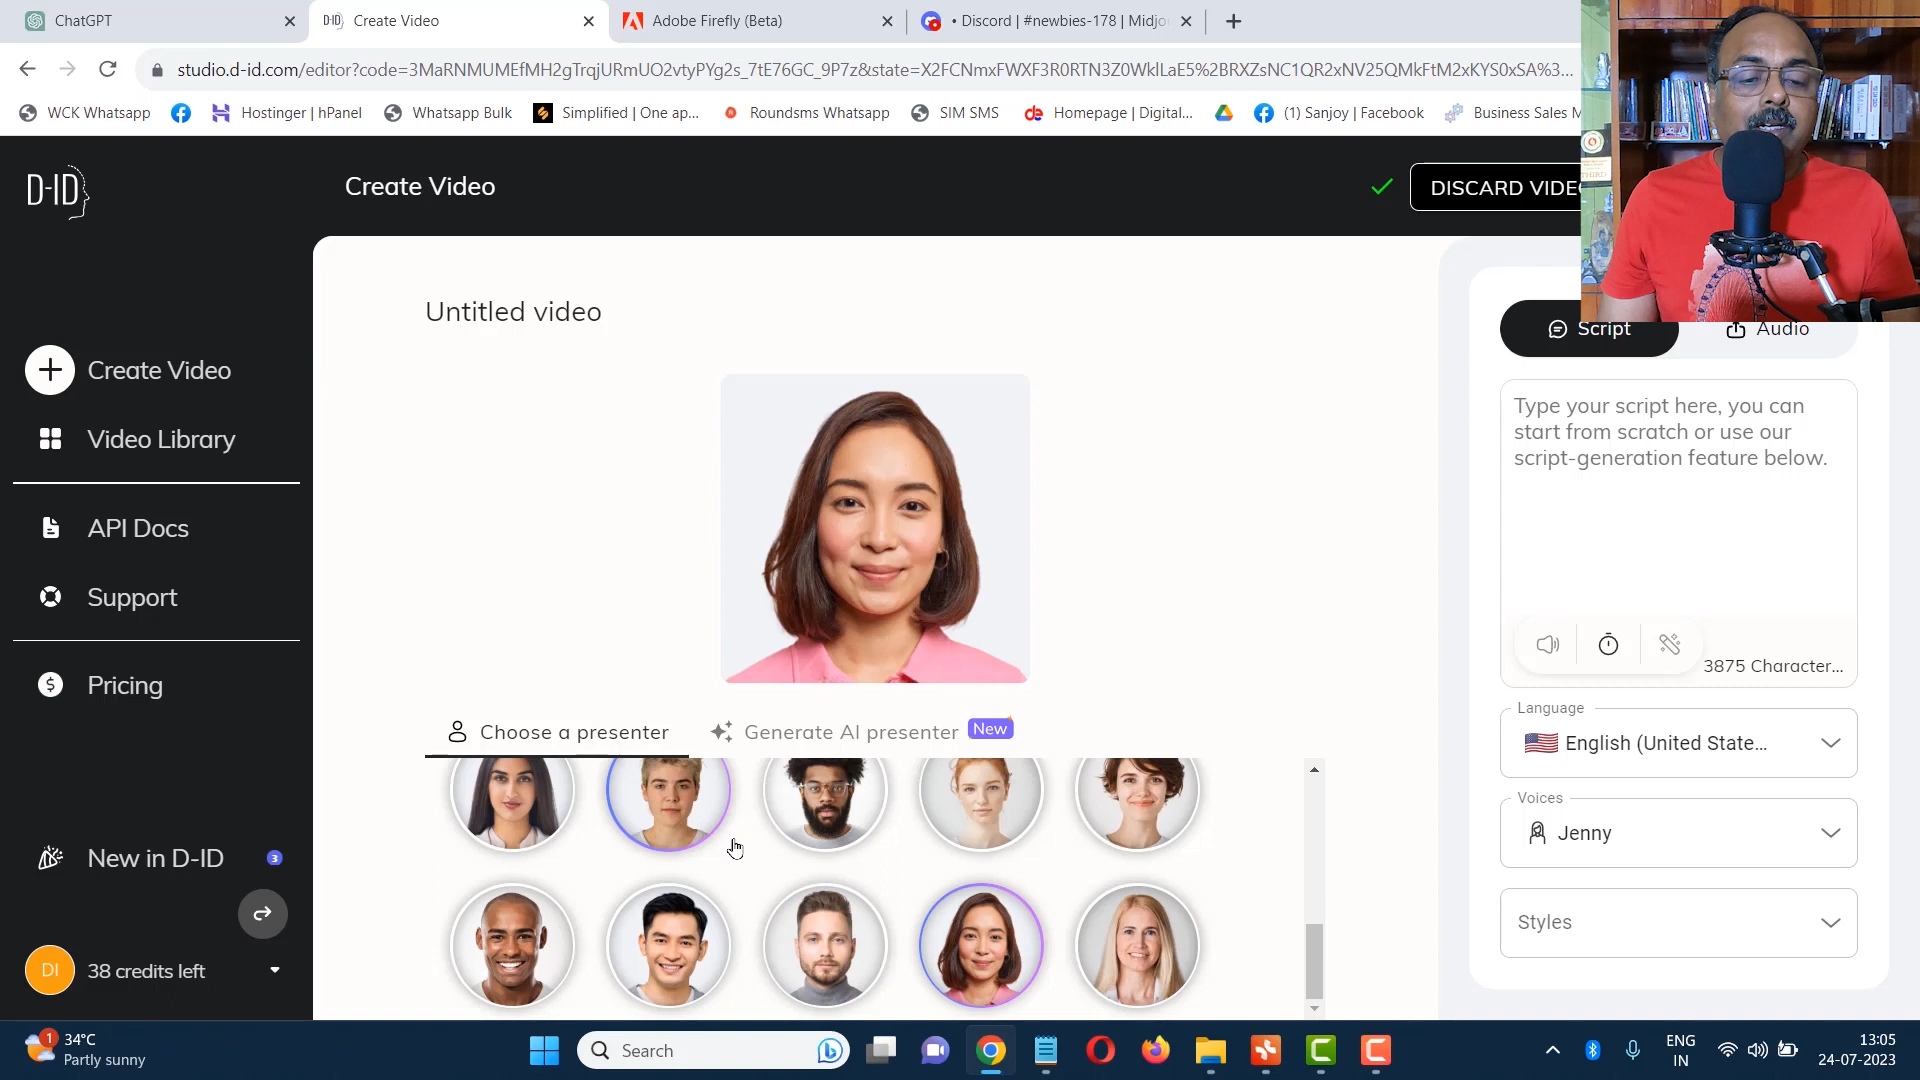 ChatGPT
D-ID Create Video
Adobe Firefly (Beta)
• Discord | #newbies-178 | Midjo
studio.d-id.com/editor?code=3MaRNMUMEfMH2gTrqjURmUO2vtyPYg2s_7tE76GC_9P7z&state=X2FCNmxFWXF3R0RTN3Z0WklLaE5%2BRXZsNC1QR2xNV25QMkFtM2xKYS0xSA%3...
WCK Whatsapp
Hostinger | hPanel
Whatsapp Bulk
Simplified | One ap...
Roundsms Whatsapp
SIM SMS
Homepage | Digital...
(1) Sanjoy | Facebook
Business Sales M
D-ID
Create Video
DISCARD VIDE
THIRD
Untitled video
Script
Audio
Create Video
Video Library
API Docs
Support
Pricing
Type your script here, you can
start from scratch or use our
script-generation feature below.
3875 Character...
Choose a presenter
Generate AI presenter New
Language
English (United State...
Voices
Jenny
Styles
New in D-ID 3
DI 38 credits left
1
34°C
Partly sunny
Search
ENG
IN
13:05
24-07-2023